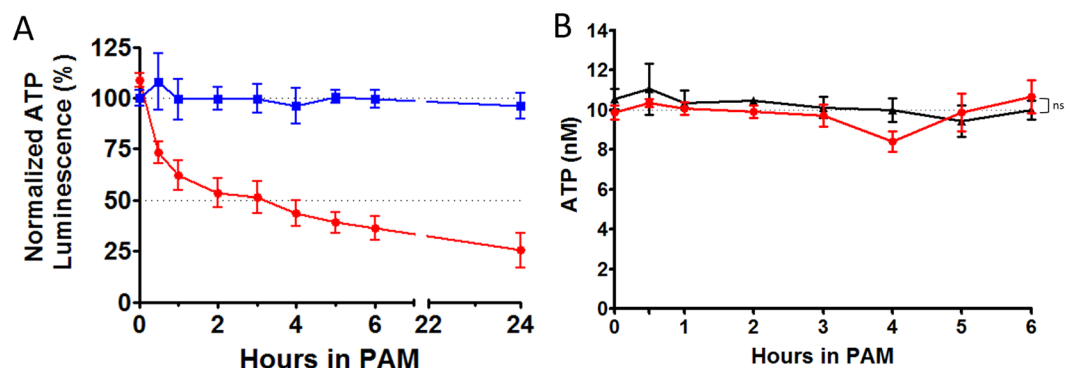 A
Normalized ATP
Luminescence (%)
125
100
75
50
25
0
0 2 4 6 22 24
Hours in PAM
B
ATP (nM)
14
12
10
8
6
4
2
0
0 1 2 3 4 5 6
Hours in PAM
ns